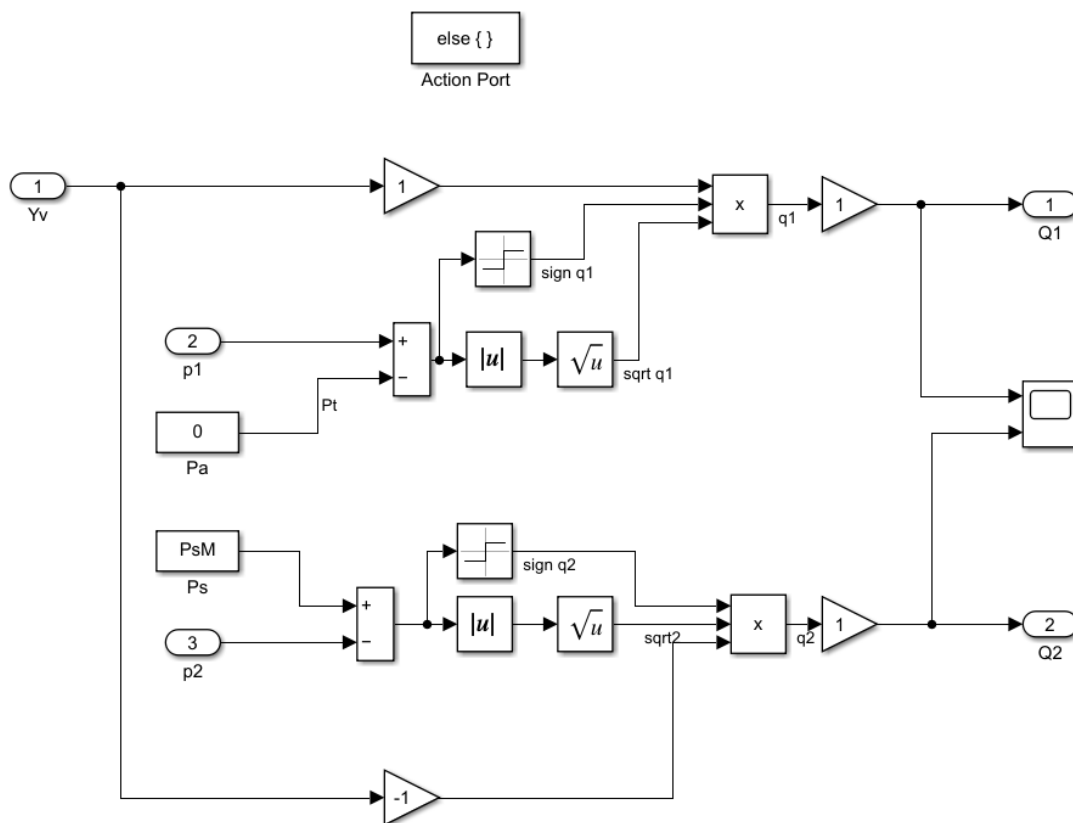 else { }
Action Port
1
Yv
1
x
q1
1
1
Q1
sign q1
2
p1
+
−
|u|
√u
sqrt q1
Pt
0
Pa
PsM
Ps
+
−
3
p2
sign q2
|u|
√u
sqrt2
x
q2
1
2
Q2
-1